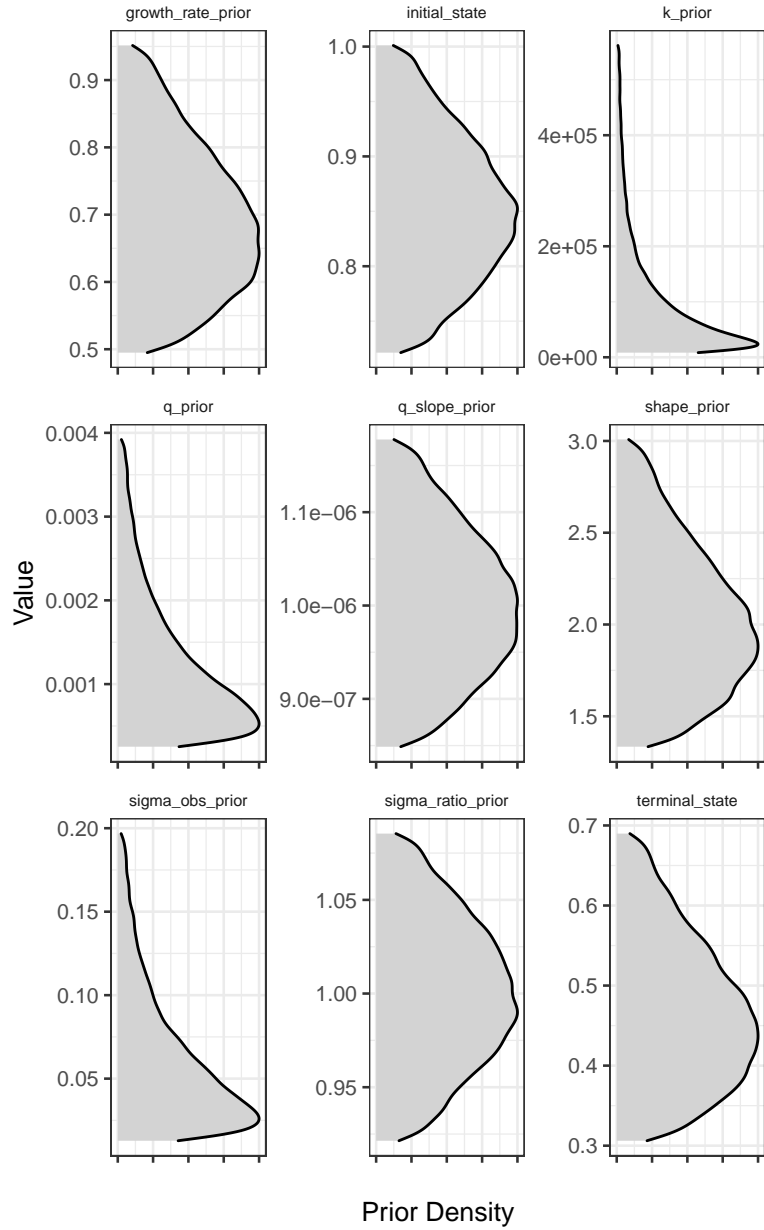 growth_rate_prior
0.9
0.8
0.7
0.6
0.5
initial_state
1.0
0.9
0.8
k_prior
4e+05
2e+05
0e+00
q_prior
0.004
0.003
0.002
0.001
q_slope_prior
1.1e−06
1.0e−06
9.0e−07
shape_prior
3.0
2.5
2.0
1.5
sigma_obs_prior
0.20
0.15
0.10
0.05
sigma_ratio_prior
1.05
1.00
0.95
terminal_state
0.7
0.6
0.5
0.4
0.3
Value
Prior Density